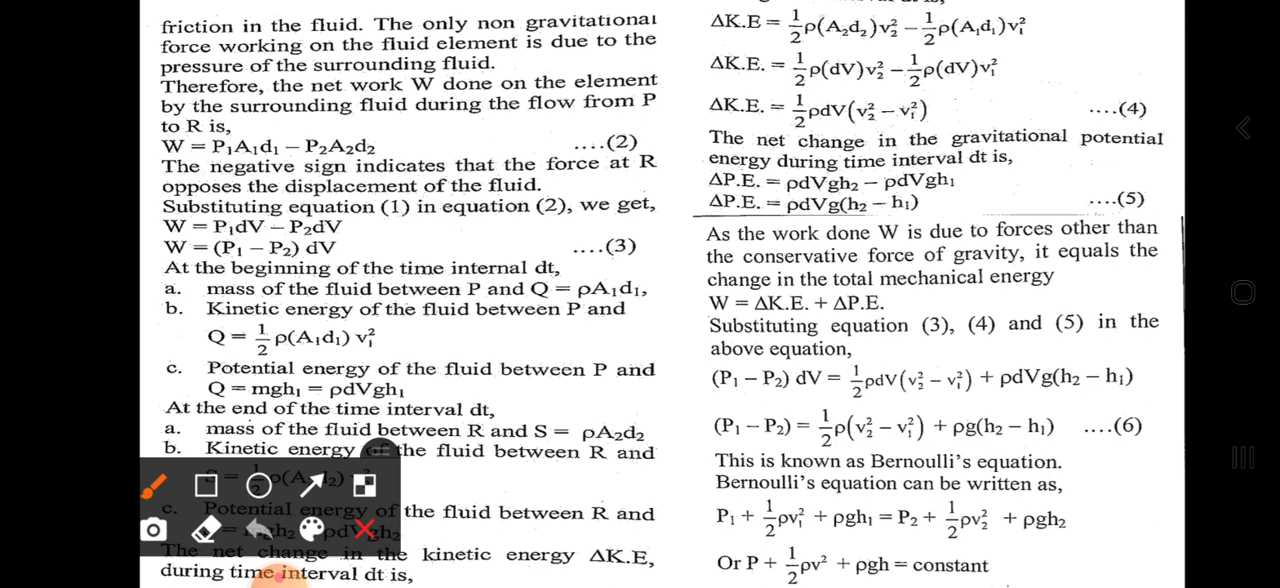 friction in the fluid. The only non gravitational
force working on the fluid element is due to the
pressure of the surrounding fluid.
Therefore, the net work W done on the element
by the surrounding fluid during the flow from P
to R is,
W = P₁A₁d₁ – P₂A₂d₂ ....(2)
The negative sign indicates that the force at R
opposes the displacement of the fluid.
Substituting equation (1) in equation (2), we get,
W = P₁dV – P₂dV
W = (P₁ – P₂) dV ....(3)
At the beginning of the time internal dt,
a. mass of the fluid between P and Q = ρA₁d₁,
b. Kinetic energy of the fluid between P and
Q = 1/2 ρ(A₁d₁) v₁²
c. Potential energy of the fluid between P and
Q = mgh₁ = ρdVgh₁
At the end of the time interval dt,
a. mass of the fluid between R and S = ρA₂d₂
b. Kinetic energy of the fluid between R and
c. Potential energy of the fluid between R and
The net change in the kinetic energy ΔK.E,
during time interval dt is,
ΔK.E = 1/2 ρ(A₂d₂)v₂² – 1/2 ρ(A₁d₁)v₁²
ΔK.E. = 1/2 ρ(dV)v₂² – 1/2 ρ(dV)v₁²
ΔK.E. = 1/2 ρdV(v₂² – v₁²) ....(4)
The net change in the gravitational potential
energy during time interval dt is,
ΔP.E. = ρdVgh₂ – ρdVgh₁
ΔP.E. = ρdVg(h₂ – h₁) ....(5)
As the work done W is due to forces other than
the conservative force of gravity, it equals the
change in the total mechanical energy
W = ΔK.E. + ΔP.E.
Substituting equation (3), (4) and (5) in the
above equation,
(P₁ – P₂) dV = 1/2 ρdV(v₂² – v₁²) + ρdVg(h₂ – h₁)
(P₁ – P₂) = 1/2 ρ(v₂² – v₁²) + ρg(h₂ – h₁) ....(6)
This is known as Bernoulli's equation.
Bernoulli's equation can be written as,
P₁ + 1/2 ρv₁² + ρgh₁ = P₂ + 1/2 ρv₂² + ρgh₂
Or P + 1/2 ρv² + ρgh = constant